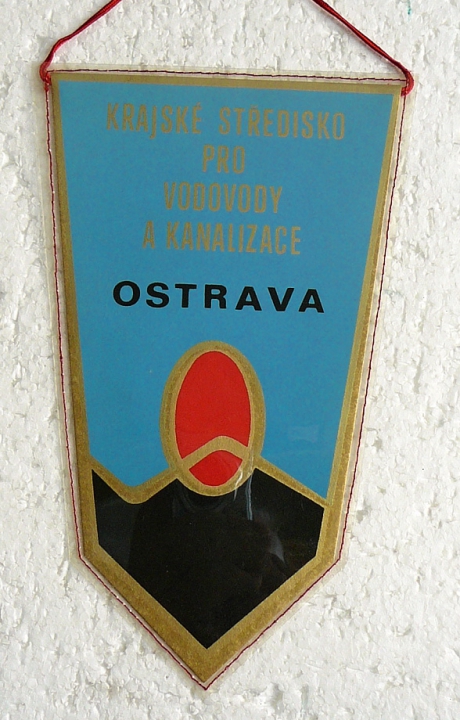 KRAJSKÉ STŘEDISKO
PRO
VODOVODY
A KANALIZACE
OSTRAVA